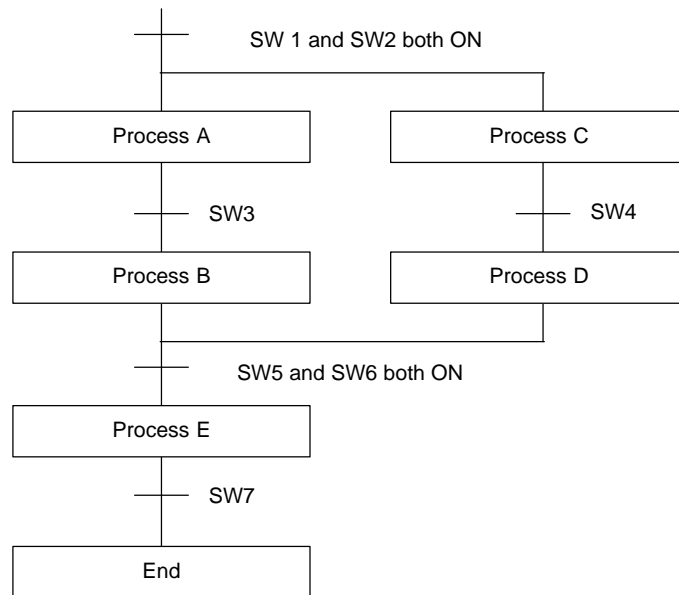 SW 1 and SW2 both ON
Process A
Process C
SW3
SW4
Process B
Process D
SW5 and SW6 both ON
Process E
SW7
End